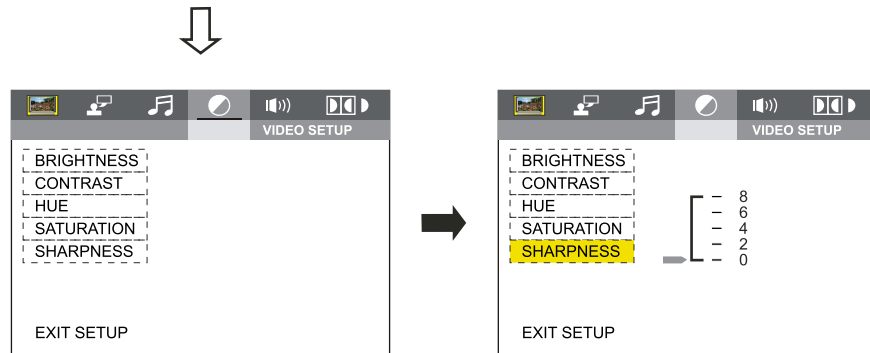 VIDEO SETUP
BRIGHTNESS
CONTRAST
HUE
SATURATION
SHARPNESS
EXIT SETUP
VIDEO SETUP
BRIGHTNESS
CONTRAST
HUE
SATURATION
SHARPNESS
8
6
4
2
0
EXIT SETUP